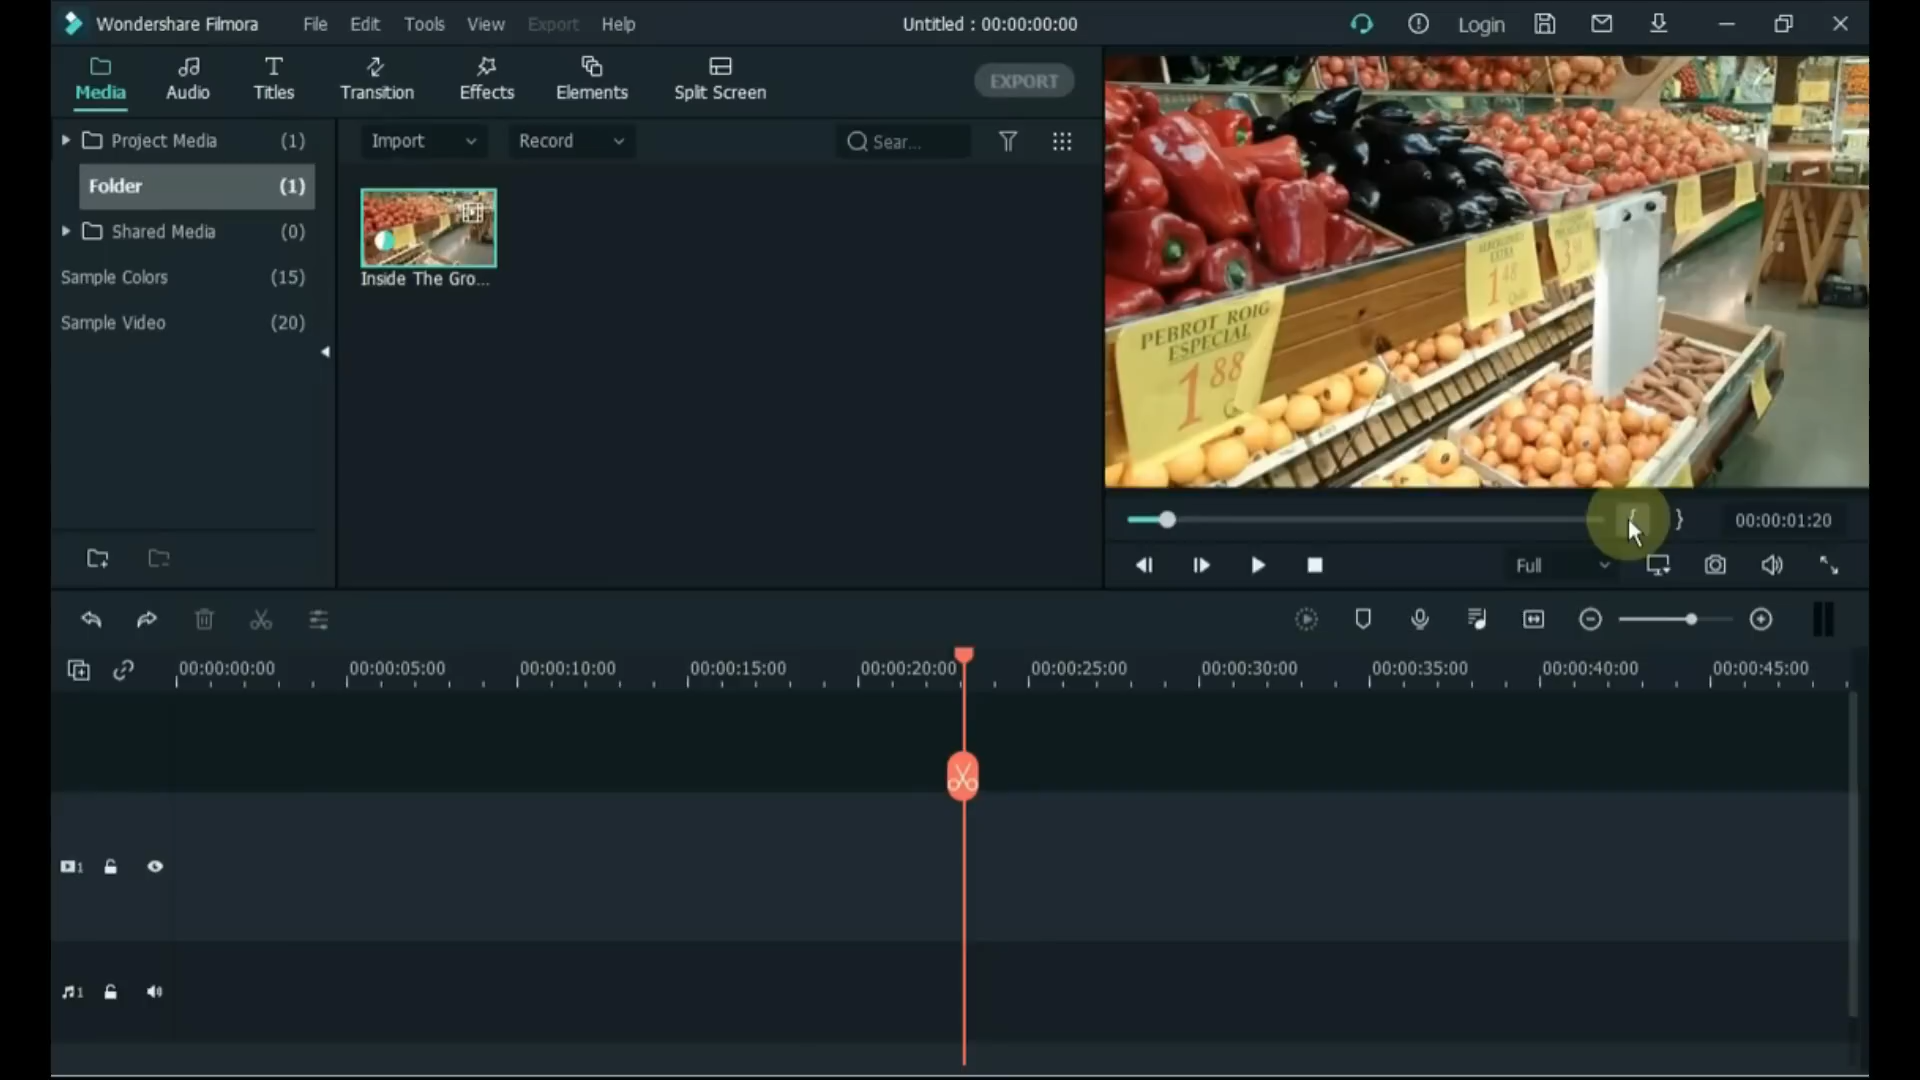 Wondershare Filmora File Edit Tools View Export Help Untitled : 00:00:00:00 Login
Media Audio Titles Transition Effects Elements Split Screen EXPORT
Project Media (1) Import Record Sear...
Folder (1)
Shared Media (0)
Sample Colors (15)
Sample Video (20)
Inside The Gro...
PEBROT ROIG
ESPECIAL
1 88
1 48
3
00:00:01:20
Full
00:00:00:00 00:00:05:00 00:00:10:00 00:00:15:00 00:00:20:00 00:00:25:00 00:00:30:00 00:00:35:00 00:00:40:00 00:00:45:00
1
1